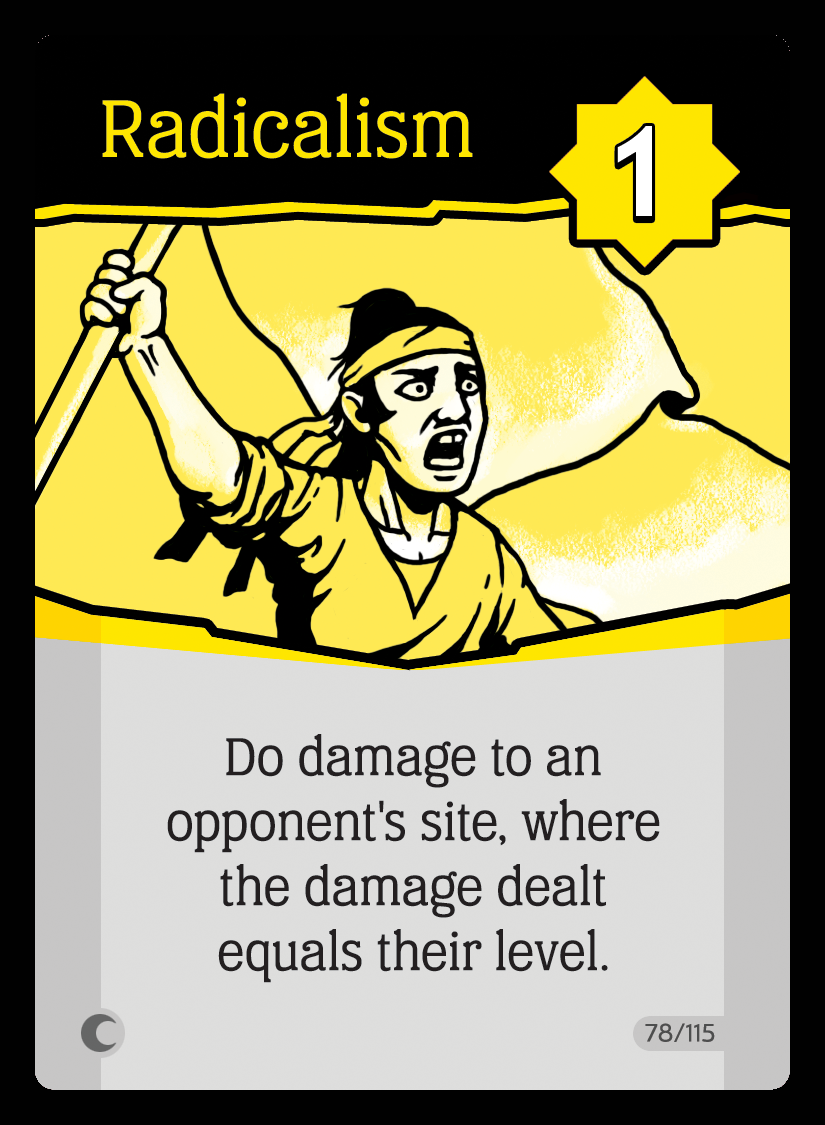 Radicalism
1
Do damage to an
opponent's site, where
the damage dealt
equals their level.
78/115